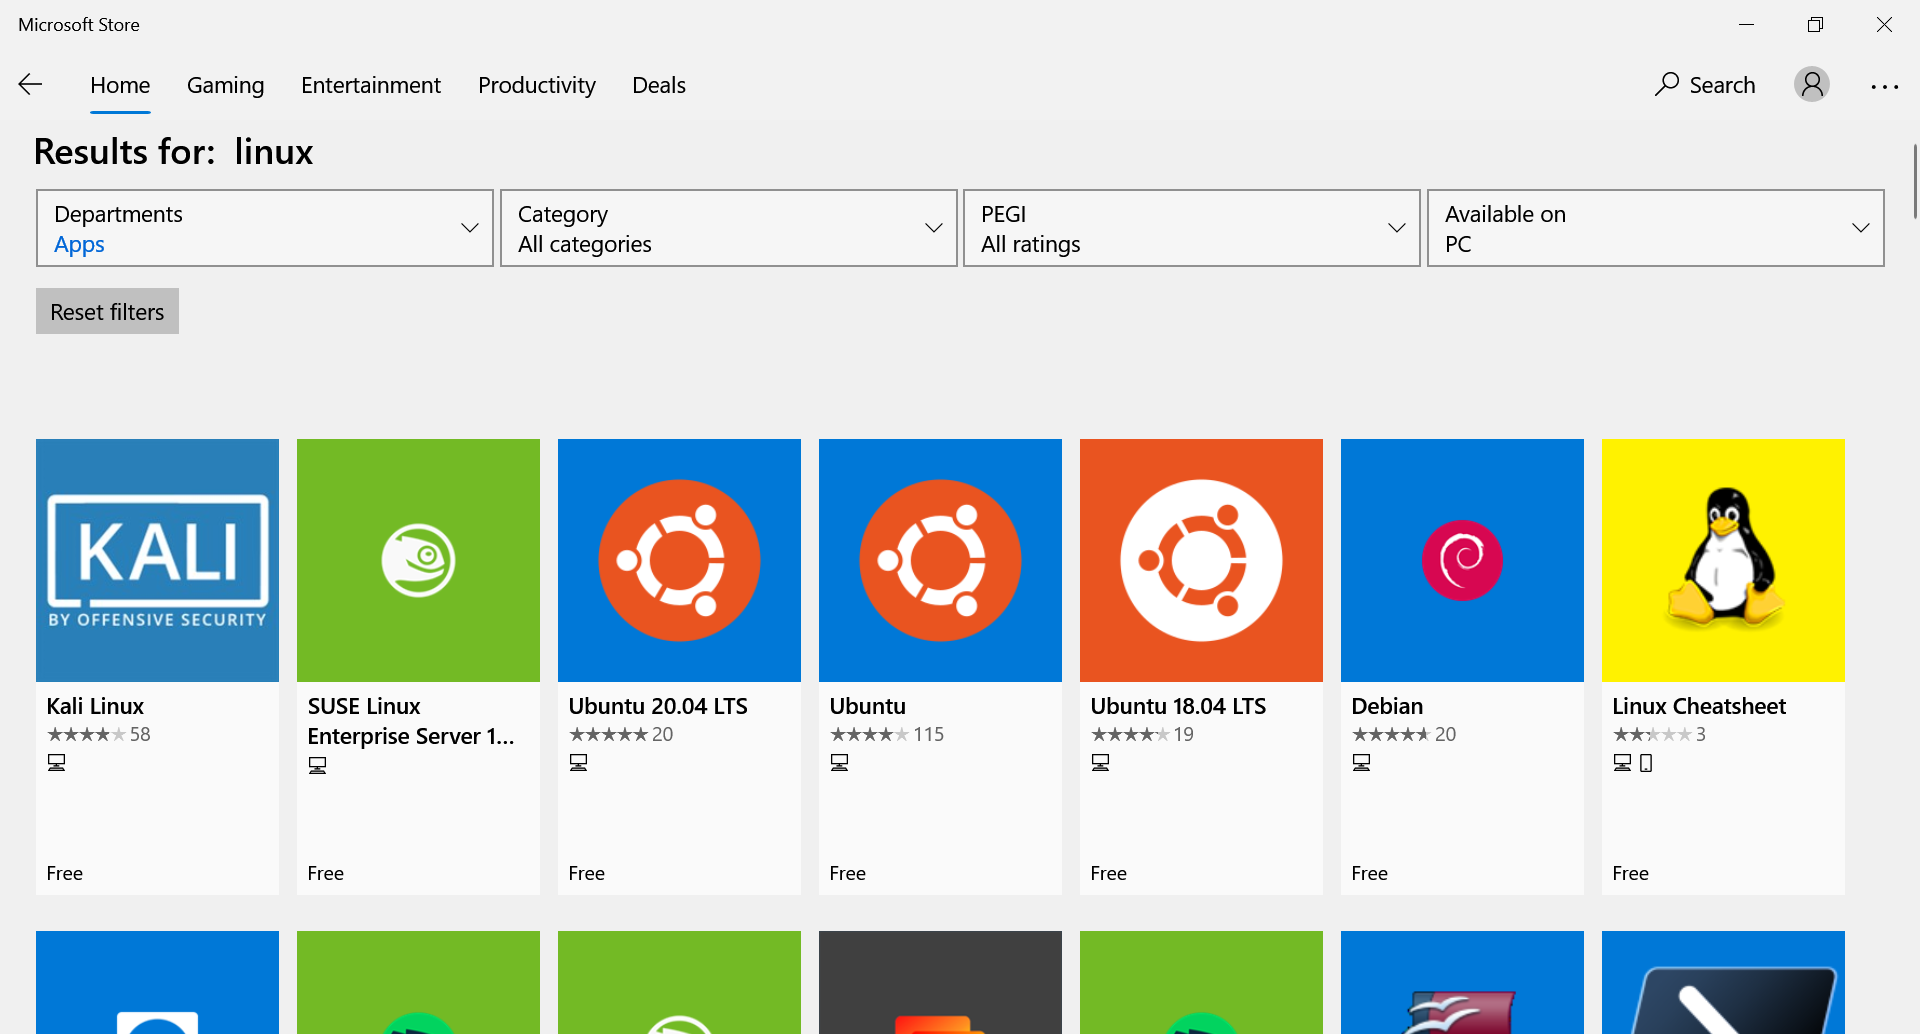 Microsoft Store
Home Gaming Entertainment Productivity Deals Search
Results for: linux
Departments
Apps
Category
All categories
PEGI
All ratings
Available on
PC
Reset filters
KALI
BY OFFENSIVE SECURITY
Kali Linux
58
Free
SUSE Linux
Enterprise Server 1...
Free
Ubuntu 20.04 LTS
20
Free
Ubuntu
115
Free
Ubuntu 18.04 LTS
19
Free
Debian
20
Free
Linux Cheatsheet
3
Free